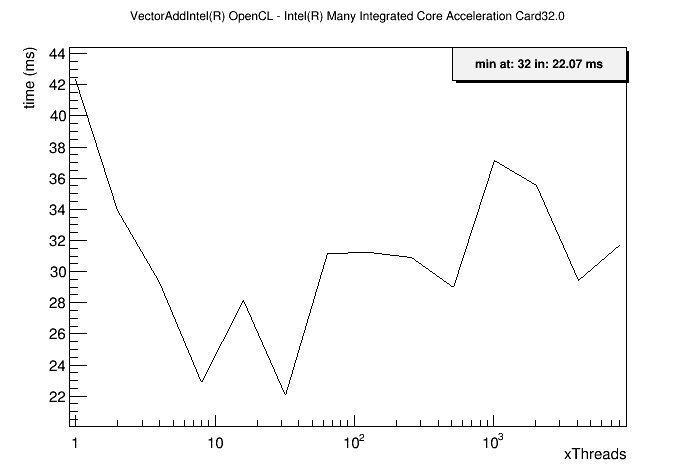 VectorAddIntel(R) OpenCL - Intel(R) Many Integrated Core Acceleration Card32.0
time (ms)
min at: 32 in: 22.07 ms
44
42
40
38
36
34
32
30
28
26
24
22
1 10 10² 10³
xThreads